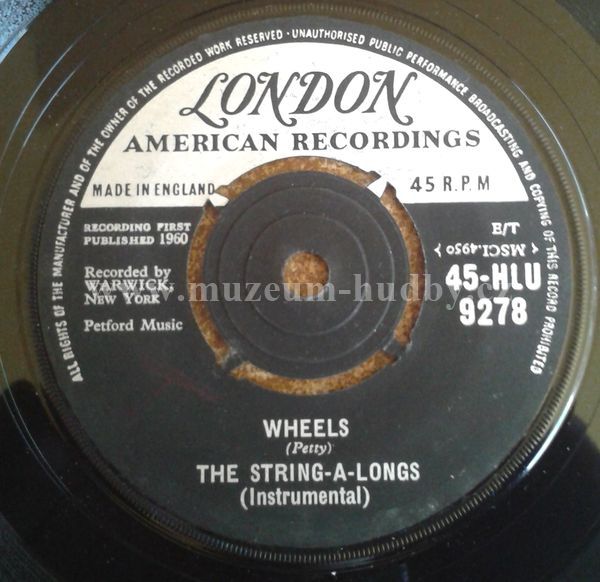 ALL RIGHTS OF THE MANUFACTURER AND OF THE OWNER OF THE RECORDED WORK RESERVED · UNAUTHORISED PUBLIC PERFORMANCE BROADCASTING AND COPYING OF THIS RECORD PROHIBITED
LONDON
AMERICAN RECORDINGS
MADE IN ENGLAND
45 R.P.M
RECORDING FIRST
PUBLISHED 1960
T/B
(MSCI.4950)
Recorded by
WARWICK,
NEW YORK
45-HLU
9278
www.muzeum-hudby.cz
Petford Music
WHEELS
(Petty)
THE STRING-A-LONGS
(Instrumental)